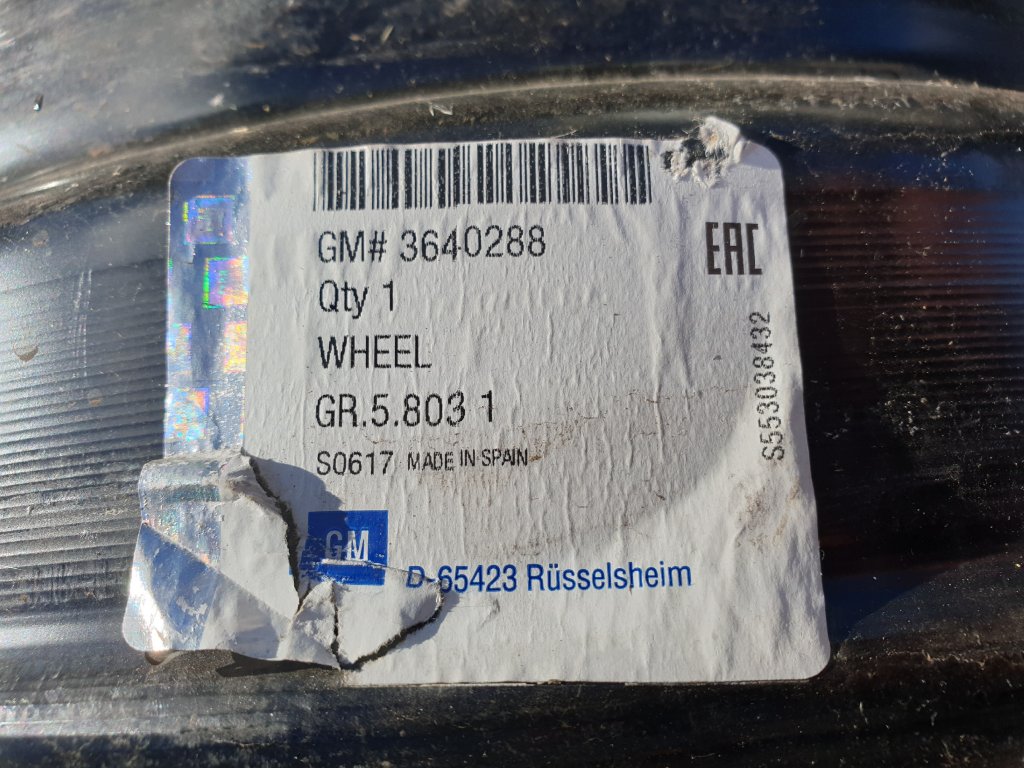 GM# 3640288
Qty 1
WHEEL
GR.5.803 1
S0617 MADE IN SPAIN
EAC
S553038432
GM
D-65423 Rüsselsheim